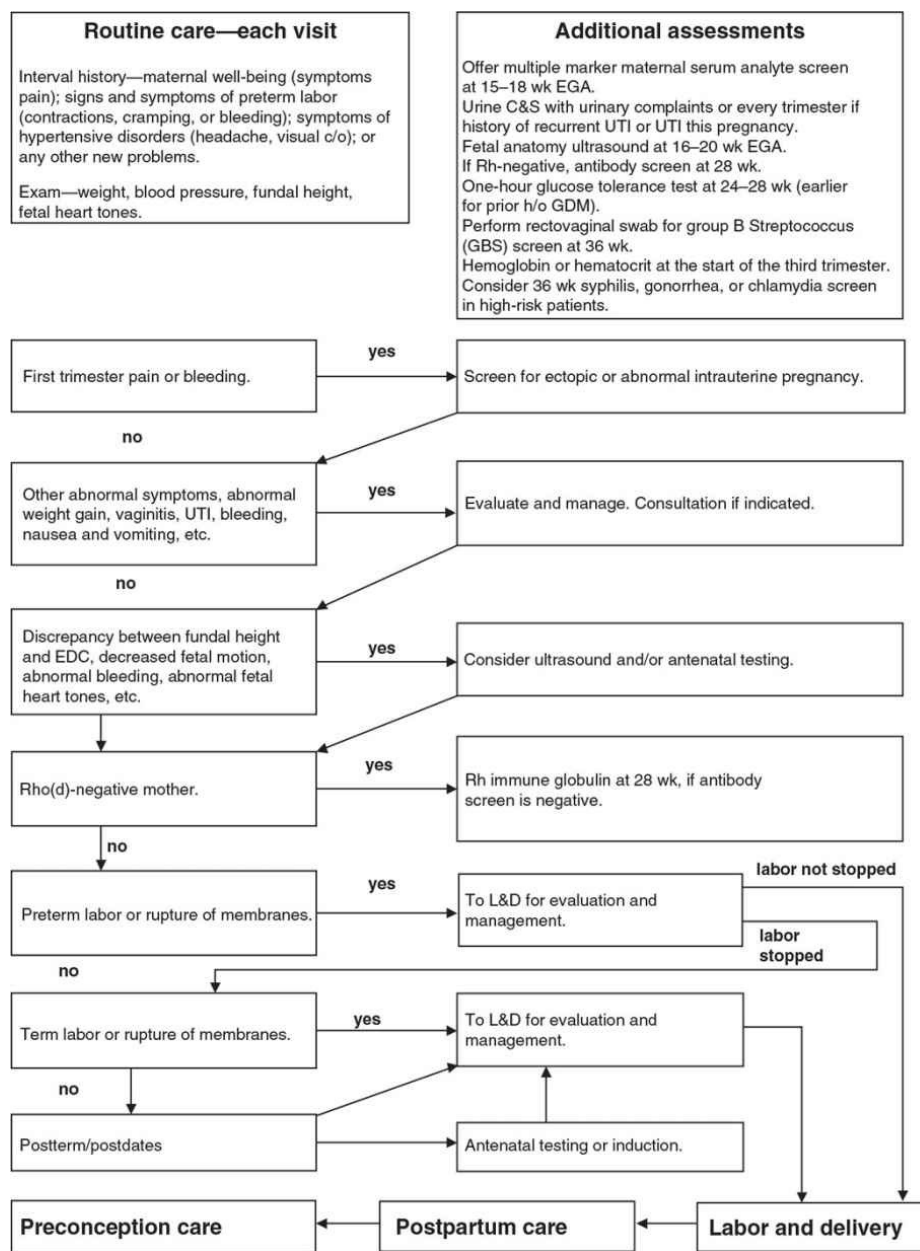 Routine care—each visit
Interval history—maternal well-being (symptoms
pain); signs and symptoms of preterm labor
(contractions, cramping, or bleeding); symptoms of
hypertensive disorders (headache, visual c/o); or
any other new problems.
Exam—weight, blood pressure, fundal height,
fetal heart tones.
Additional assessments
Offer multiple marker maternal serum analyte screen
at 15–18 wk EGA.
Urine C&S with urinary complaints or every trimester if
history of recurrent UTI or UTI this pregnancy.
Fetal anatomy ultrasound at 16–20 wk EGA.
If Rh-negative, antibody screen at 28 wk.
One-hour glucose tolerance test at 24–28 wk (earlier
for prior h/o GDM).
Perform rectovaginal swab for group B Streptococcus
(GBS) screen at 36 wk.
Hemoglobin or hematocrit at the start of the third trimester.
Consider 36 wk syphilis, gonorrhea, or chlamydia screen
in high-risk patients.
First trimester pain or bleeding.
yes
Screen for ectopic or abnormal intrauterine pregnancy.
no
Other abnormal symptoms, abnormal
weight gain, vaginitis, UTI, bleeding,
nausea and vomiting, etc.
yes
Evaluate and manage. Consultation if indicated.
no
Discrepancy between fundal height
and EDC, decreased fetal motion,
abnormal bleeding, abnormal fetal
heart tones, etc.
yes
Consider ultrasound and/or antenatal testing.
Rho(d)-negative mother.
yes
Rh immune globulin at 28 wk, if antibody
screen is negative.
no
Preterm labor or rupture of membranes.
yes
To L&D for evaluation and
management.
labor not stopped
labor
stopped
no
Term labor or rupture of membranes.
yes
To L&D for evaluation and
management.
no
Postterm/postdates
Antenatal testing or induction.
Preconception care
Postpartum care
Labor and delivery